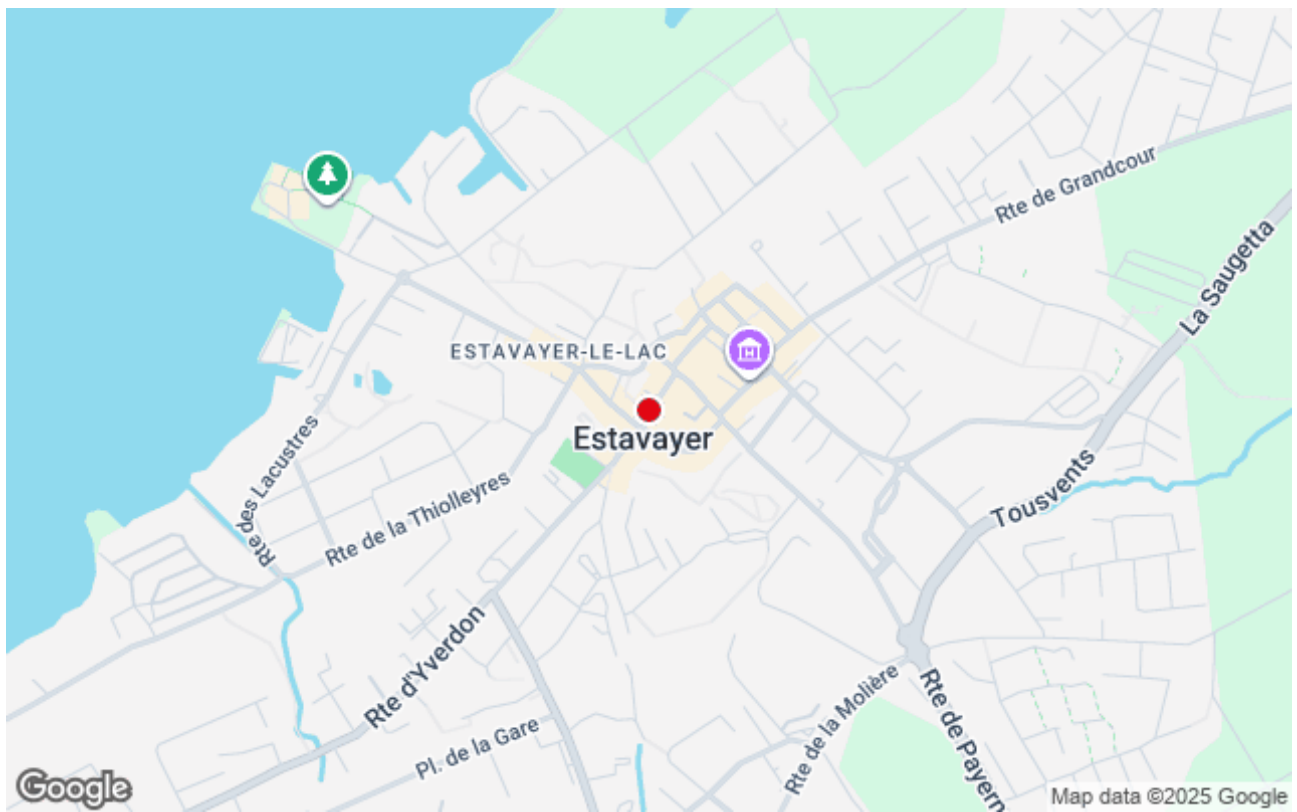 Rte de Grandcour
La Saugetta
ESTAVAYER-LE-LAC
Estavayer
Rte des Lacustres
Rte de la Thiolleyres
Tousvents
Rte d'Yverdon
Pl. de la Gare
Rte de la Molière
Rte de Payern
Google
Map data ©2025 Google